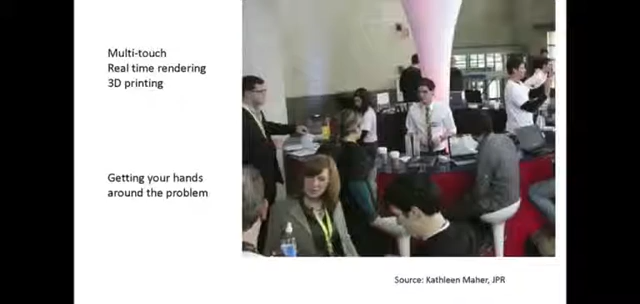 Multi-touch
Real time rendering
3D printing
Getting your hands
around the problem
Source: Kathleen Maher, JPR